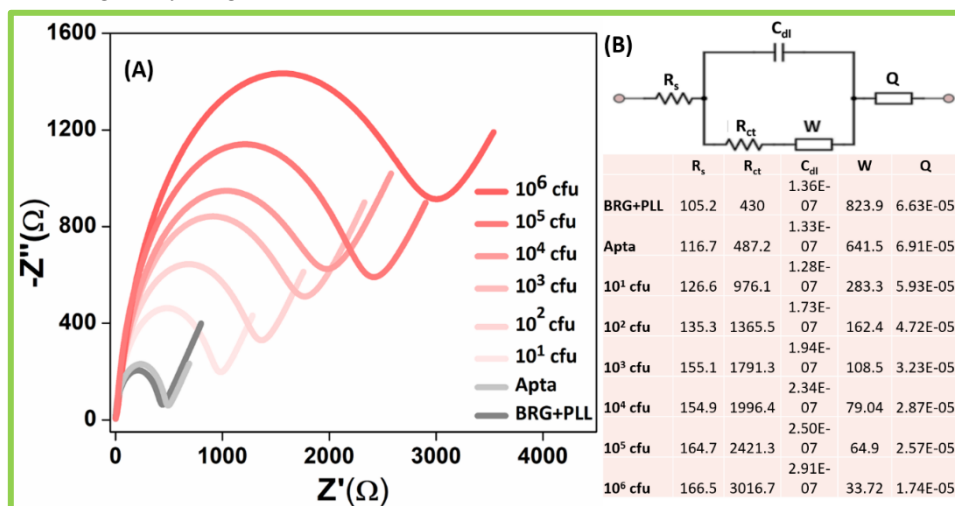 (A)
-Z''(Ω)
1600
1200
800
400
0
0 1000 2000 3000 4000
Z'(Ω)
10⁶ cfu
10⁵ cfu
10⁴ cfu
10³ cfu
10² cfu
10¹ cfu
Apta
BRG+PLL
(B)
C_dl
R_s
Q
R_ct W
R_s R_ct C_dl W Q
BRG+PLL 105.2 430 1.36E-07 823.9 6.63E-05
Apta 116.7 487.2 1.33E-07 641.5 6.91E-05
10¹ cfu 126.6 976.1 1.28E-07 283.3 5.93E-05
10² cfu 135.3 1365.5 1.73E-07 162.4 4.72E-05
10³ cfu 155.1 1791.3 1.94E-07 108.5 3.23E-05
10⁴ cfu 154.9 1996.4 2.34E-07 79.04 2.87E-05
10⁵ cfu 164.7 2421.3 2.50E-07 64.9 2.57E-05
10⁶ cfu 166.5 3016.7 2.91E-07 33.72 1.74E-05